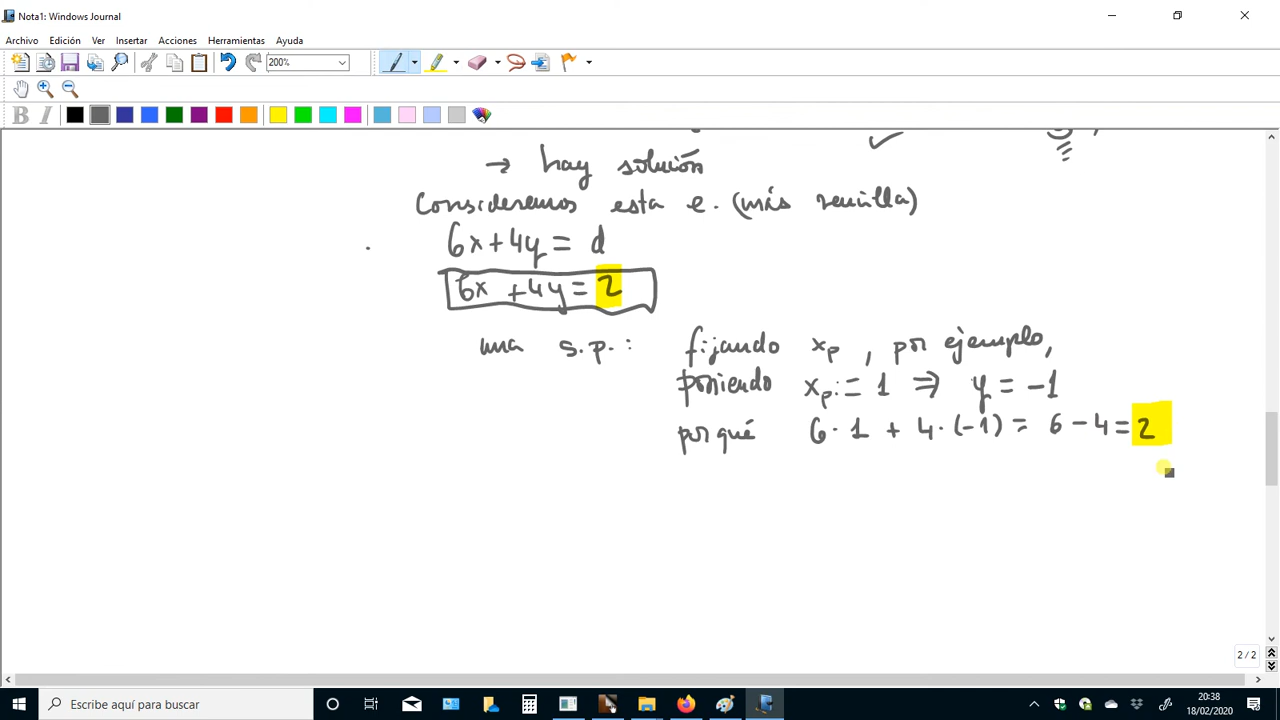 Nota1: Windows Journal
Archivo Edición Ver Insertar Acciones Herramientas Ayuda
200%
B I
→ hay solución
Consideremos esta e. (más sencilla)
6x+4y = d
6x +4y = 2
una s.p.: fijando xp, por ejemplo,
poniendo xp := 1 ⇒ y = -1
porqué 6·1 + 4·(-1) = 6 - 4 = 2
2 / 2
Escribe aquí para buscar
20:38
18/02/2020